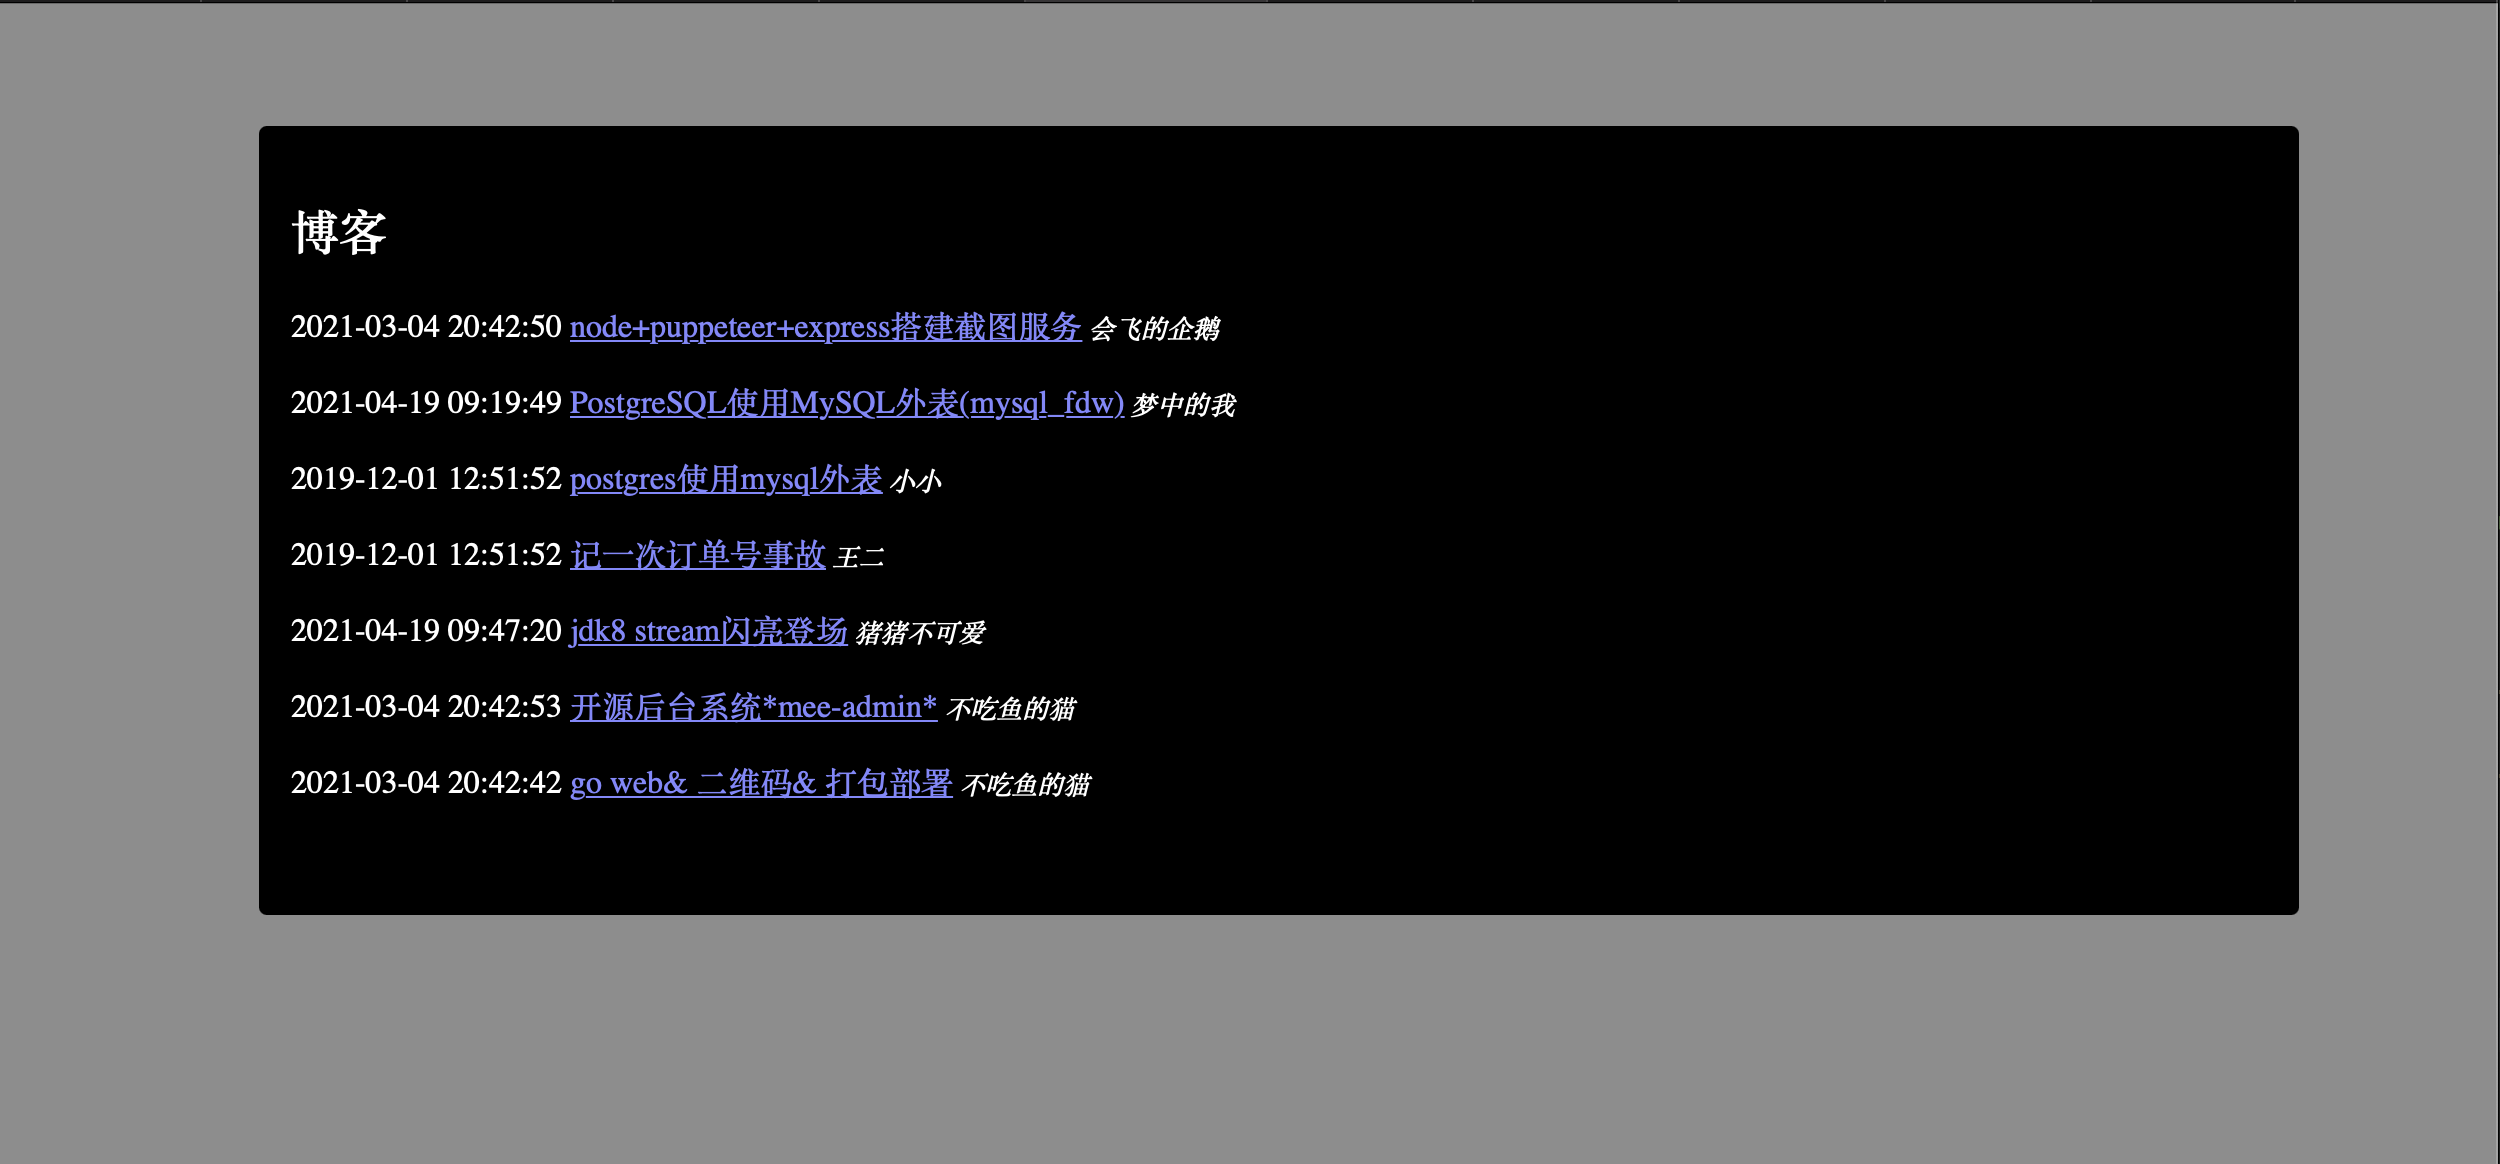 博客
2021-03-04 20:42:50 node+puppeteer+express搭建截图服务 会飞的企鹅
2021-04-19 09:19:49 PostgreSQL使用MySQL外表(mysql_fdw) 梦中的我
2019-12-01 12:51:52 postgres使用mysql外表 小小
2019-12-01 12:51:52 记一次订单号事故 王二
2021-04-19 09:47:20 jdk8 stream闪亮登场 猪猪不可爱
2021-03-04 20:42:53 开源后台系统*mee-admin* 不吃鱼的猫
2021-03-04 20:42:42 go web& 二维码& 打包部署 不吃鱼的猫